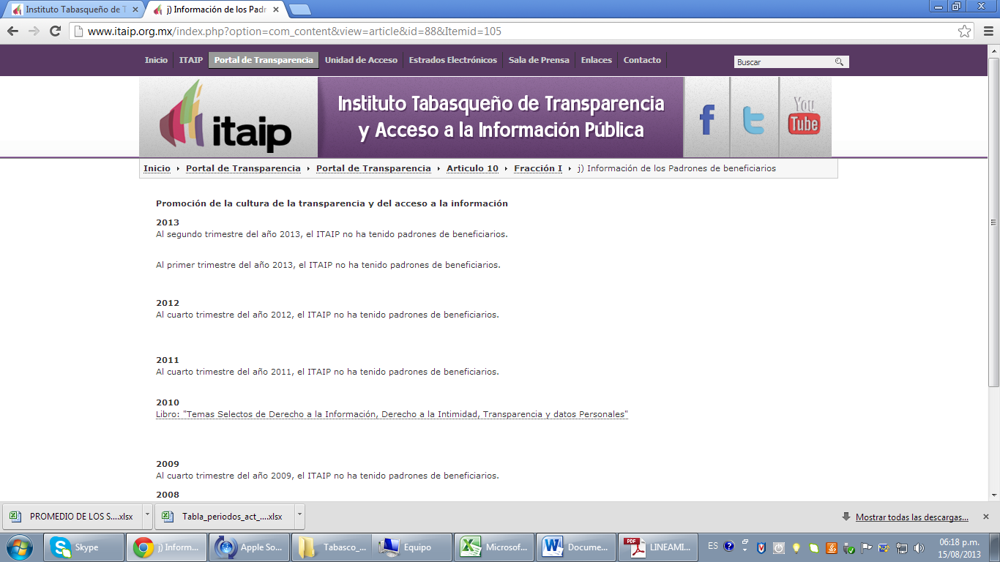 Instituto Tabasqueño de T
j) Información de los Padr
www.itaip.org.mx/index.php?option=com_content&view=article&id=88&Itemid=105
Inicio ITAIP Portal de Transparencia Unidad de Acceso Estrados Electrónicos Sala de Prensa Enlaces Contacto Buscar
itaip
Instituto Tabasqueño de Transparencia
y Acceso a la Información Pública
f t You Tube
Inicio Portal de Transparencia Portal de Transparencia Articulo 10 Fracción I j) Información de los Padrones de beneficiarios
Promoción de la cultura de la transparencia y del acceso a la información
2013
Al segundo trimestre del año 2013, el ITAIP no ha tenido padrones de beneficiarios.
Al primer trimestre del año 2013, el ITAIP no ha tenido padrones de beneficiarios.
2012
Al cuarto trimestre del año 2012, el ITAIP no ha tenido padrones de beneficiarios.
2011
Al cuarto trimestre del año 2011, el ITAIP no ha tenido padrones de beneficiarios.
2010
Libro: "Temas Selectos de Derecho a la Información, Derecho a la Intimidad, Transparencia y datos Personales"
2009
Al cuarto trimestre del año 2009, el ITAIP no ha tenido padrones de beneficiarios.
2008
PROMEDIO DE LOS S....xlsx Tabla_periodos_act_....xlsx Mostrar todas las descargas...
Skype j) Inform... Apple So... Tabasco_... Equipo Microsof... Docume... PDF LINEAMI... ES 06:18 p.m.
15/08/2013